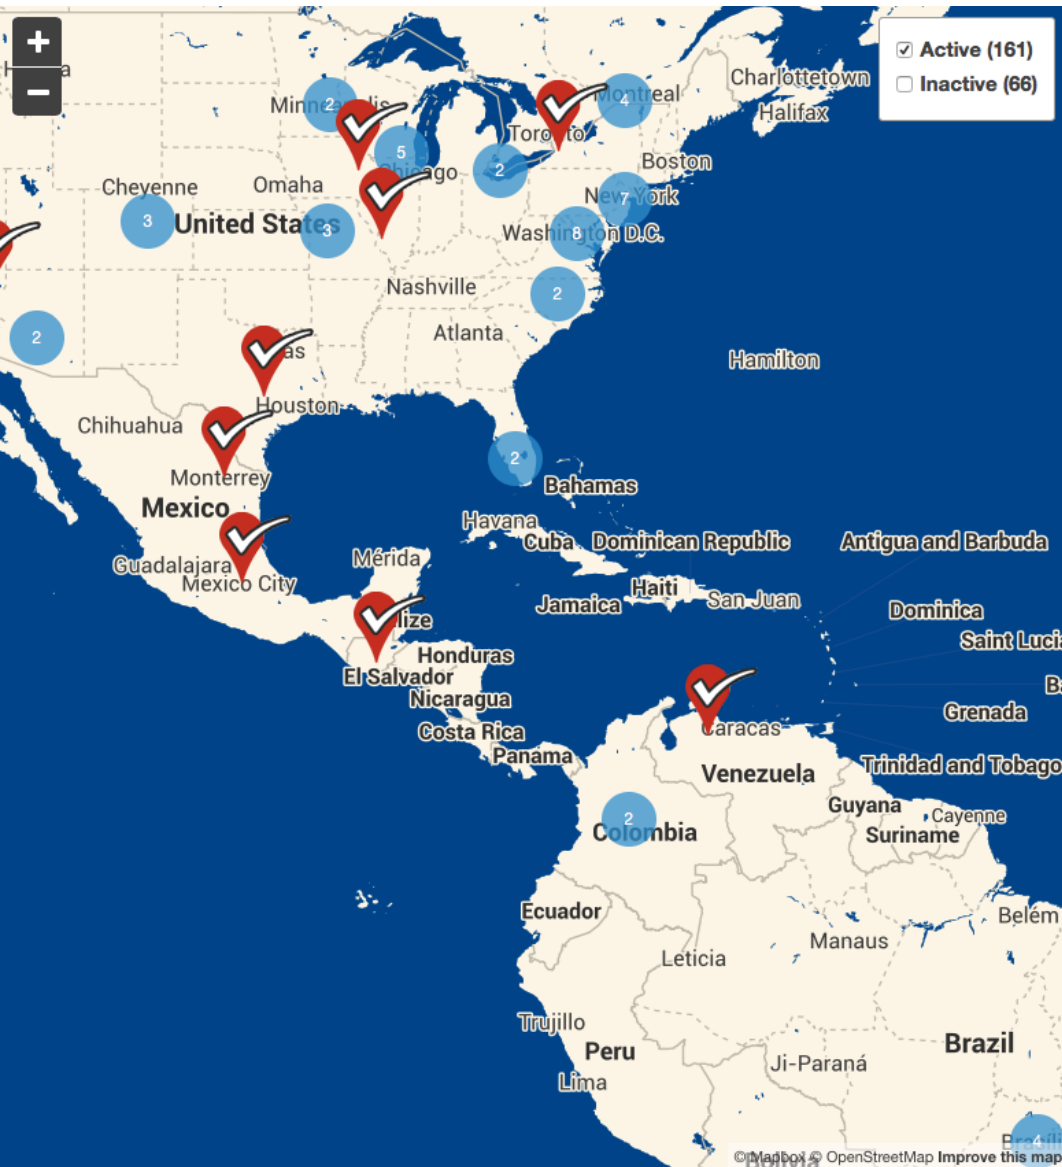 +
Active (161)
−
Inactive (66)
Charlottetown
2
Montreal
4
Halifax
Toronto
5
Chicago
2
Boston
Cheyenne
Omaha
New York
7
3
United States
3
Washington D.C.
8
Nashville
2
Atlanta
2
Hamilton
Houston
Chihuahua
2
Monterrey
Bahamas
Mexico
Havana
Cuba
Dominican Republic
Antigua and Barbuda
Guadalajara
Mérida
Mexico City
Haiti
Jamaica
San Juan
Dominica
lize
Saint Lucia
Honduras
El Salvador
Nicaragua
Ba
Grenada
Costa Rica
Caracas
Panama
Trinidad and Tobago
Venezuela
Guyana
Cayenne
2
Colombia
Suriname
Ecuador
Belém
Manaus
Leticia
Trujillo
Peru
Brazil
Ji-Paraná
Lima
4
© Mapbox © OpenStreetMap Improve this map